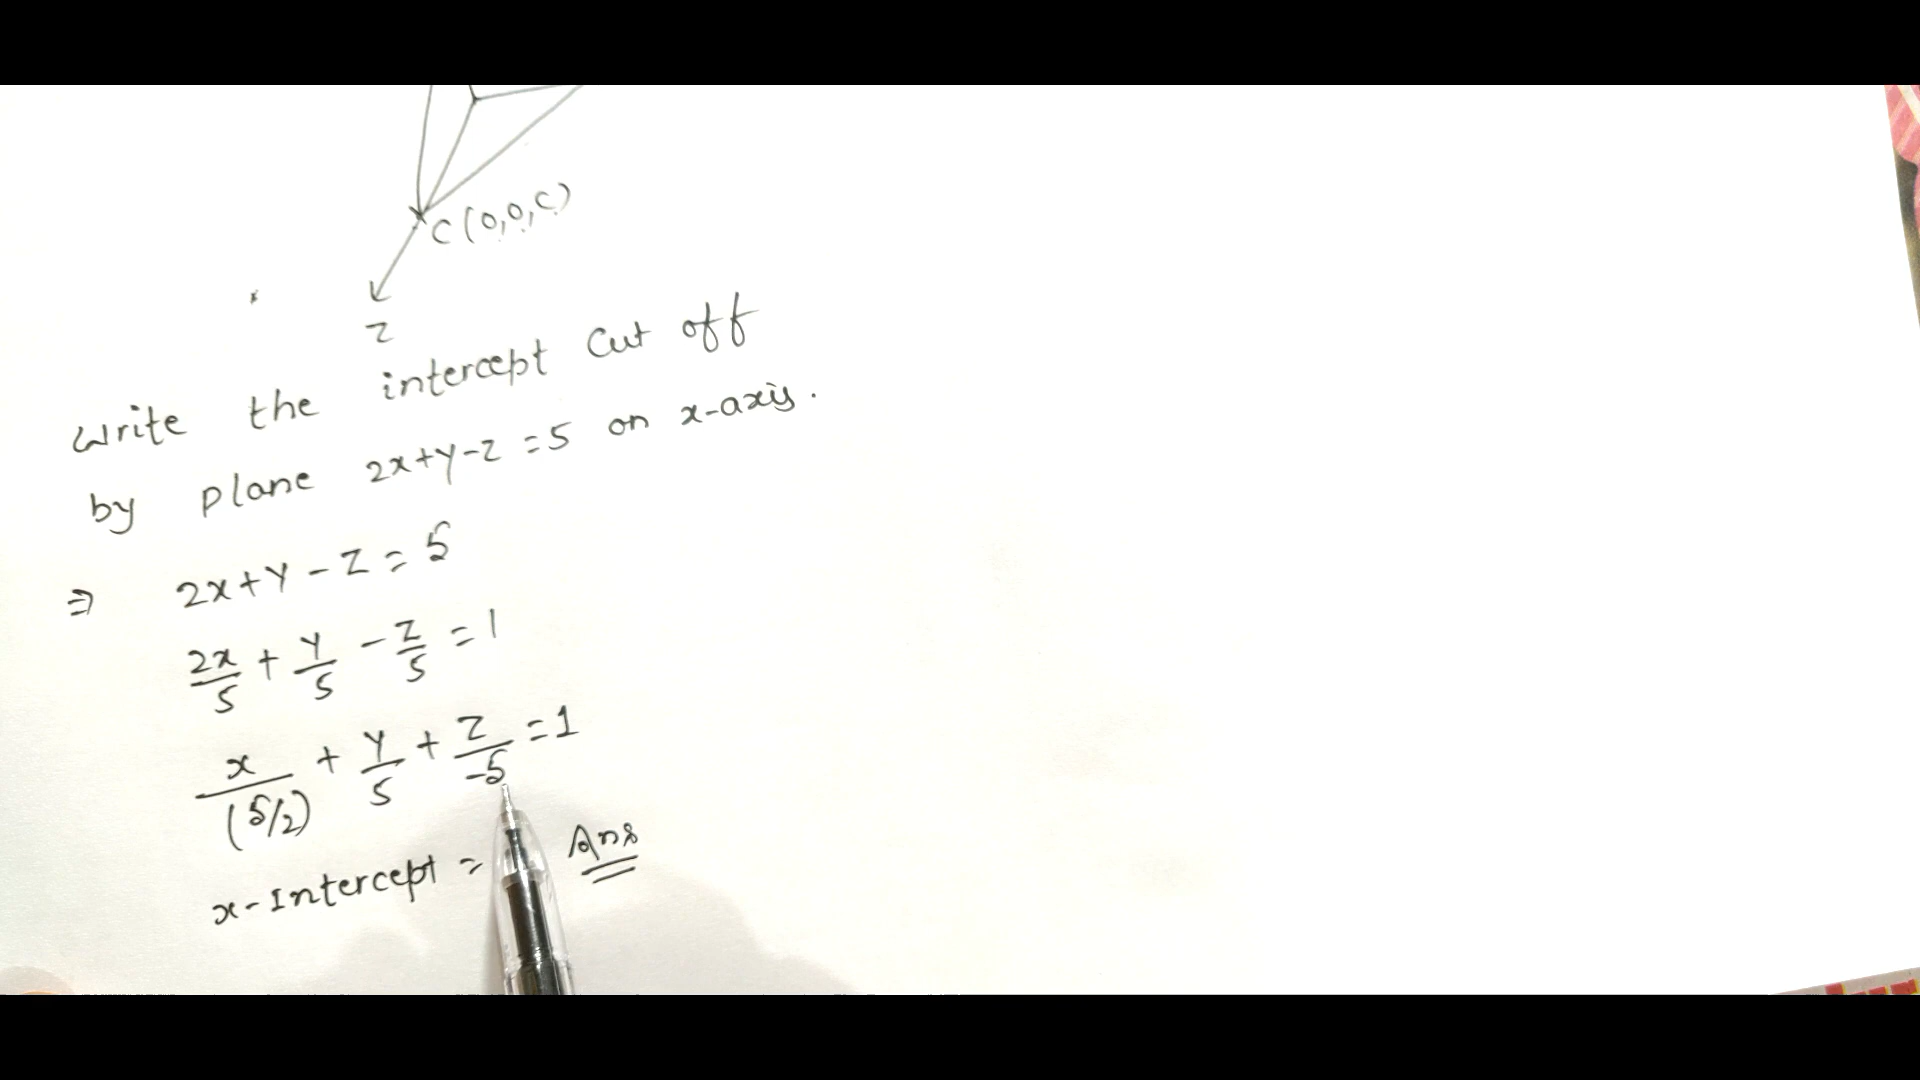 C(0,0,C)
Z
Write the intercept cut off
by plane 2x+y-z=5 on x-axis.
⇒ 2x+y-z=5
2x/5 + y/5 - z/5 = 1
x/(5/2) + y/5 + z/-5 = 1
x-Intercept = Ans